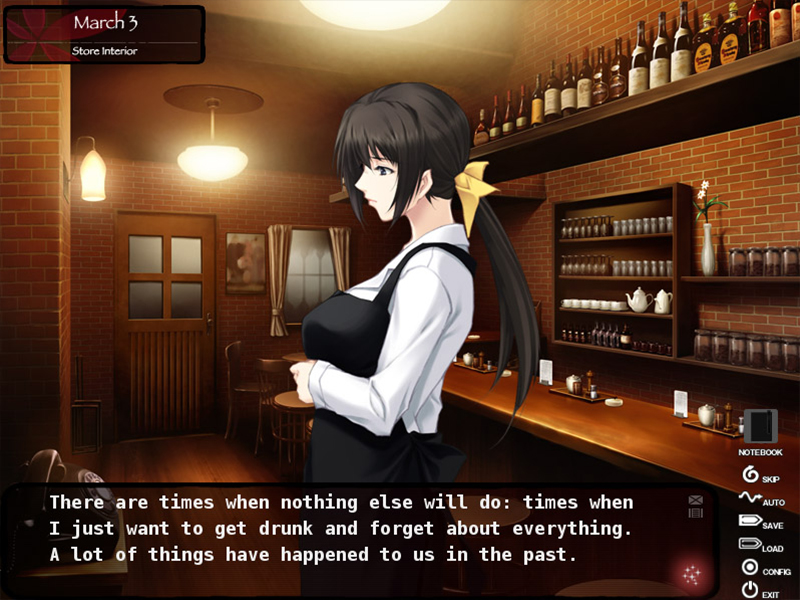 March 3
Store Interior
NOTEBOOK
SKIP
AUTO
SAVE
LOAD
CONFIG
EXIT
There are times when nothing else will do: times when
I just want to get drunk and forget about everything.
A lot of things have happened to us in the past.